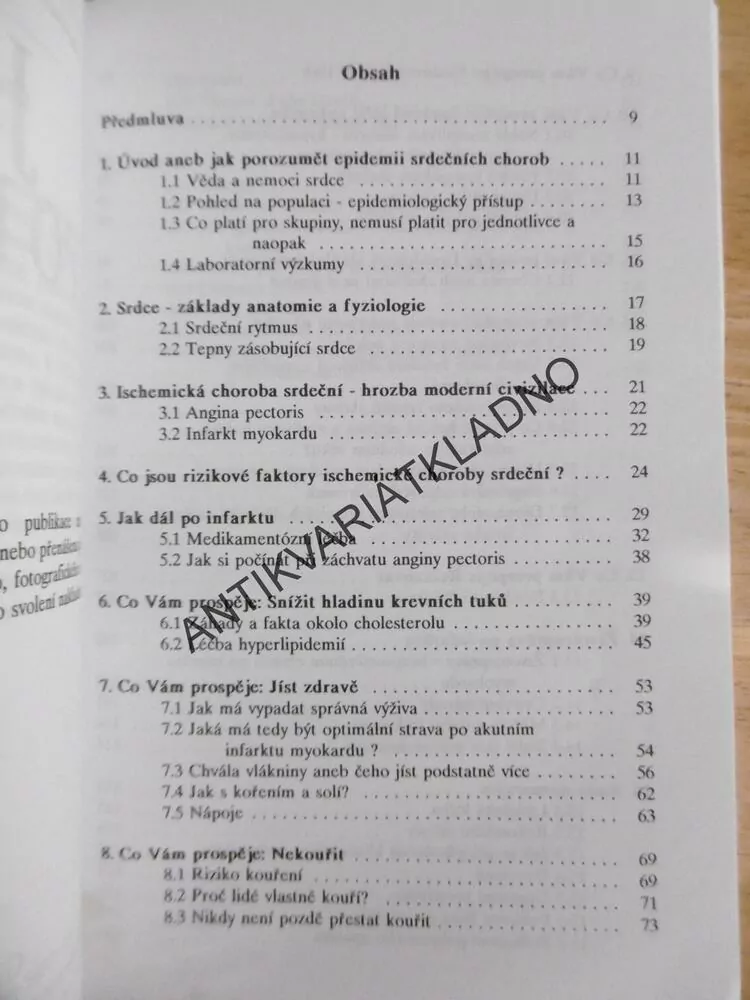 Obsah
Předmluva . . . . . . . . . . . . . . . . . . . . . . . . . . . . . . . . 9
1. Úvod aneb jak porozumět epidemii srdečních chorob . . . . . 11
1.1 Věda a nemoci srdce . . . . . . . . . . . . . . . . . . . . . 11
1.2 Pohled na populaci - epidemiologický přístup . . . . . . . 13
1.3 Co platí pro skupiny, nemusí platit pro jednotlivce a
naopak . . . . . . . . . . . . . . . . . . . . . . . . 15
1.4 Laboratorní výzkumy . . . . . . . . . . . . . . . . . . . . . 16
2. Srdce - základy anatomie a fyziologie . . . . . . . . . . . . . . 17
2.1 Srdeční rytmus . . . . . . . . . . . . . . . . . . . . . . . . . 18
2.2 Tepny zásobující srdce . . . . . . . . . . . . . . . . . . . . 19
3. Ischemická choroba srdeční - hrozba moderní civizilace . . . 21
3.1 Angina pectoris . . . . . . . . . . . . . . . . . . . . . . . . 22
3.2 Infarkt myokardu . . . . . . . . . . . . . . . . . . . . . . . 22
4. Co jsou rizikové faktory ischemické choroby srdeční ? . . . . 24
5. Jak dál po infarktu . . . . . . . . . . . . . . . . . . . . . . . . . . 29
5.1 Medikamentózní léčba . . . . . . . . . . . . . . . . . . . . 32
5.2 Jak si počínat při záchvatu anginy pectoris . . . . . . . . 38
6. Co Vám prospěje: Snížit hladinu krevních tuků . . . . . . . . 39
6.1 Záhady a fakta okolo cholesterolu . . . . . . . . . . . . . 39
6.2 Léčba hyperlipidemií . . . . . . . . . . . . . . . . . . . . . 45
7. Co Vám prospěje: Jíst zdravě . . . . . . . . . . . . . . . . . . . . 53
7.1 Jak má vypadat správná výživa . . . . . . . . . . . . . . . 53
7.2 Jaká má tedy být optimální strava po akutním
infarktu myokardu ? . . . . . . . . . . . . . . . . . . 54
7.3 Chvála vlákniny aneb čeho jíst podstatně více . . . . . . . 56
7.4 Jak s kořením a solí? . . . . . . . . . . . . . . . . . . . . . 62
7.5 Nápoje . . . . . . . . . . . . . . . . . . . . . . . . . . . . . . 63
8. Co Vám prospěje: Nekouřit . . . . . . . . . . . . . . . . . . . . . . 69
8.1 Riziko kouření . . . . . . . . . . . . . . . . . . . . . . . . . 69
8.2 Proč lidé vlastně kouří? . . . . . . . . . . . . . . . . . . . . 71
8.3 Nikdy není pozdě přestat kouřit . . . . . . . . . . . . . . . 73
publikace
nebo
svolení
ANTIKVARIATKLADNO